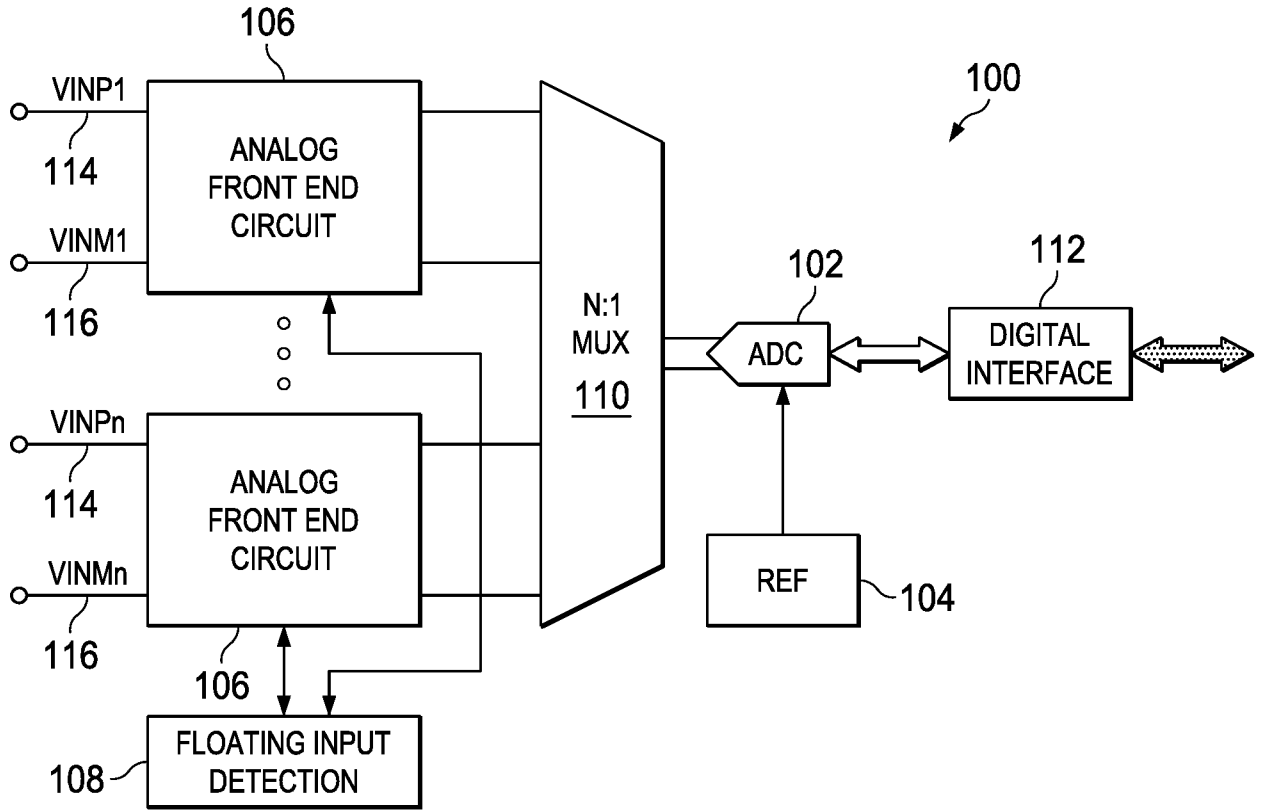 106
VINP1
114
ANALOG
FRONT END
CIRCUIT
VINM1
116
100
N:1
MUX
110
102
ADC
112
DIGITAL
INTERFACE
VINPn
114
ANALOG
FRONT END
CIRCUIT
VINMn
116
106
REF
104
FLOATING INPUT
DETECTION
108